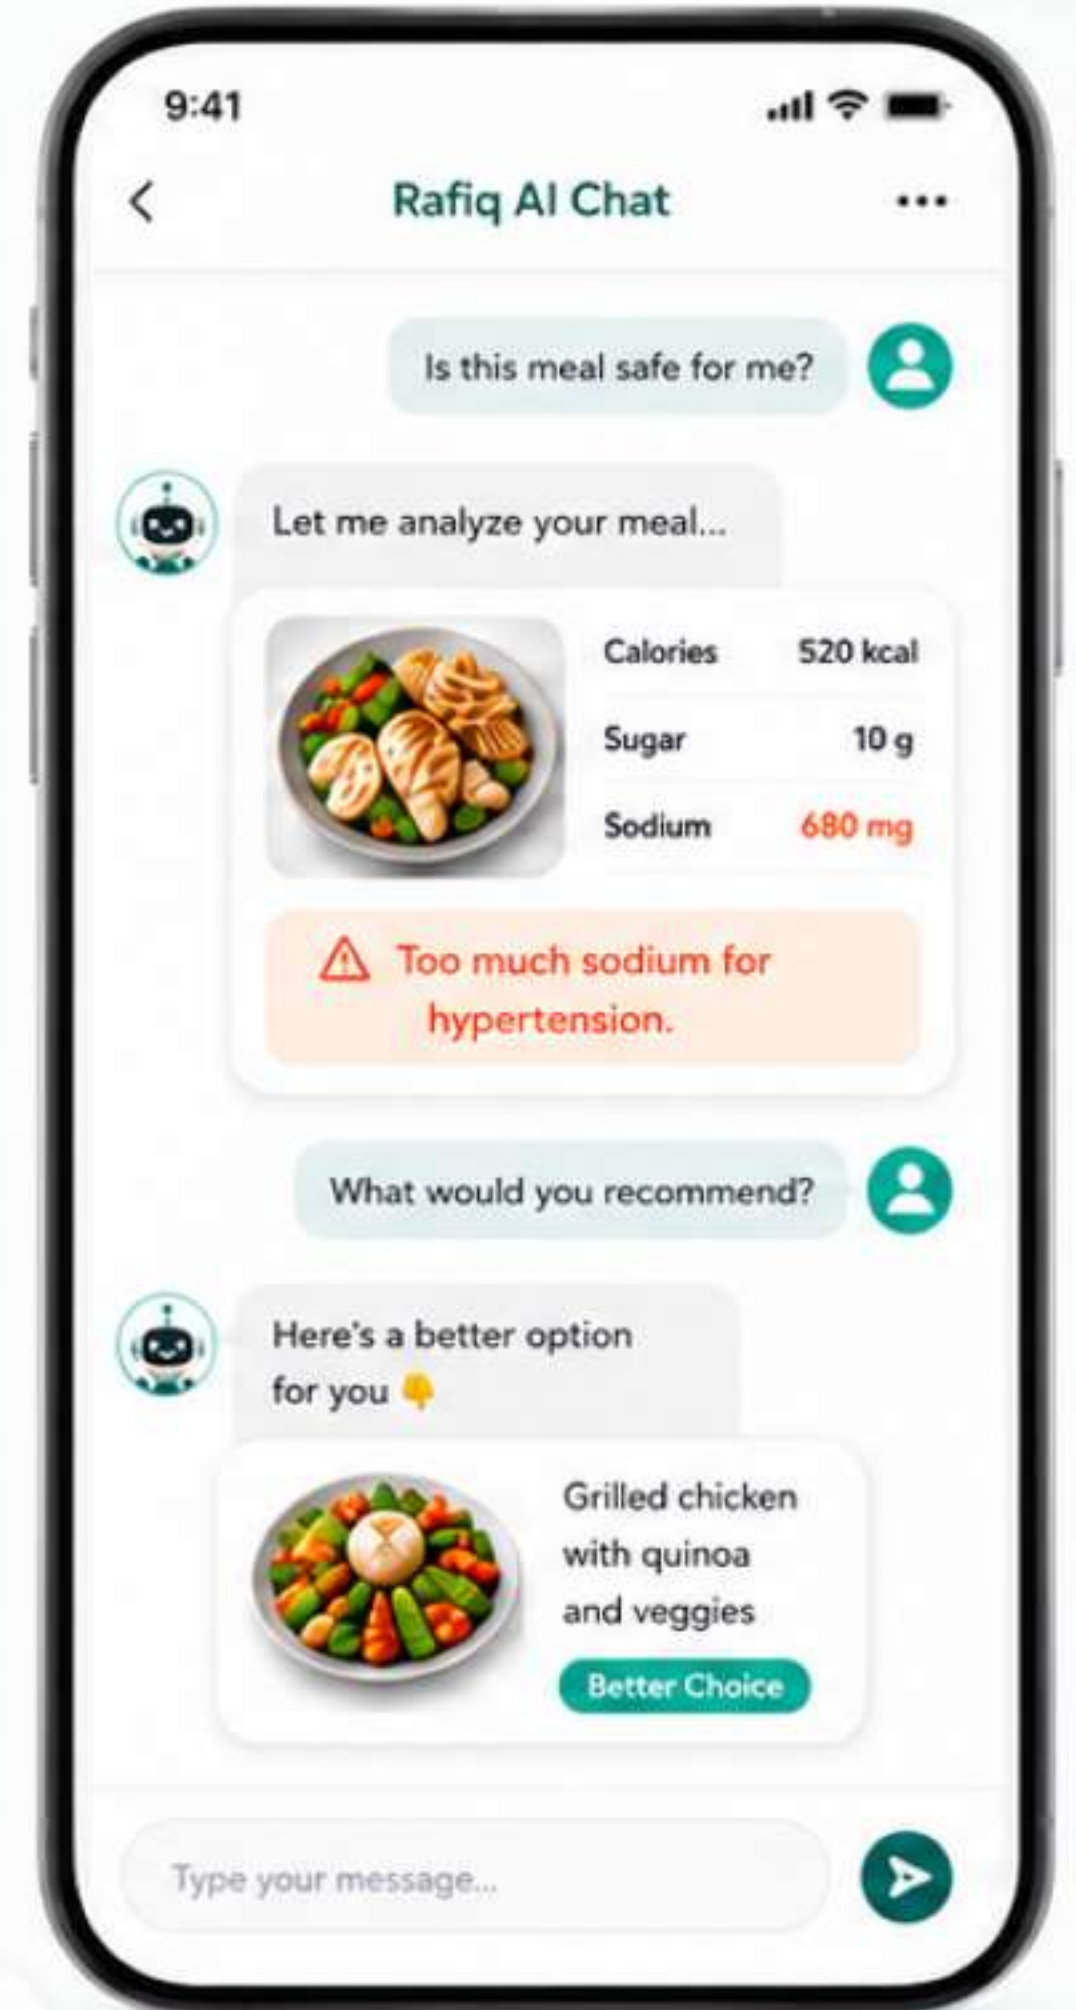 9:41
Rafiq AI Chat
Is this meal safe for me?
Let me analyze your meal...
Calories 520 kcal
Sugar 10 g
Sodium 680 mg
Too much sodium for
hypertension.
What would you recommend?
Here's a better option
for you 👇
Grilled chicken
with quinoa
and veggies
Better Choice
Type your message...